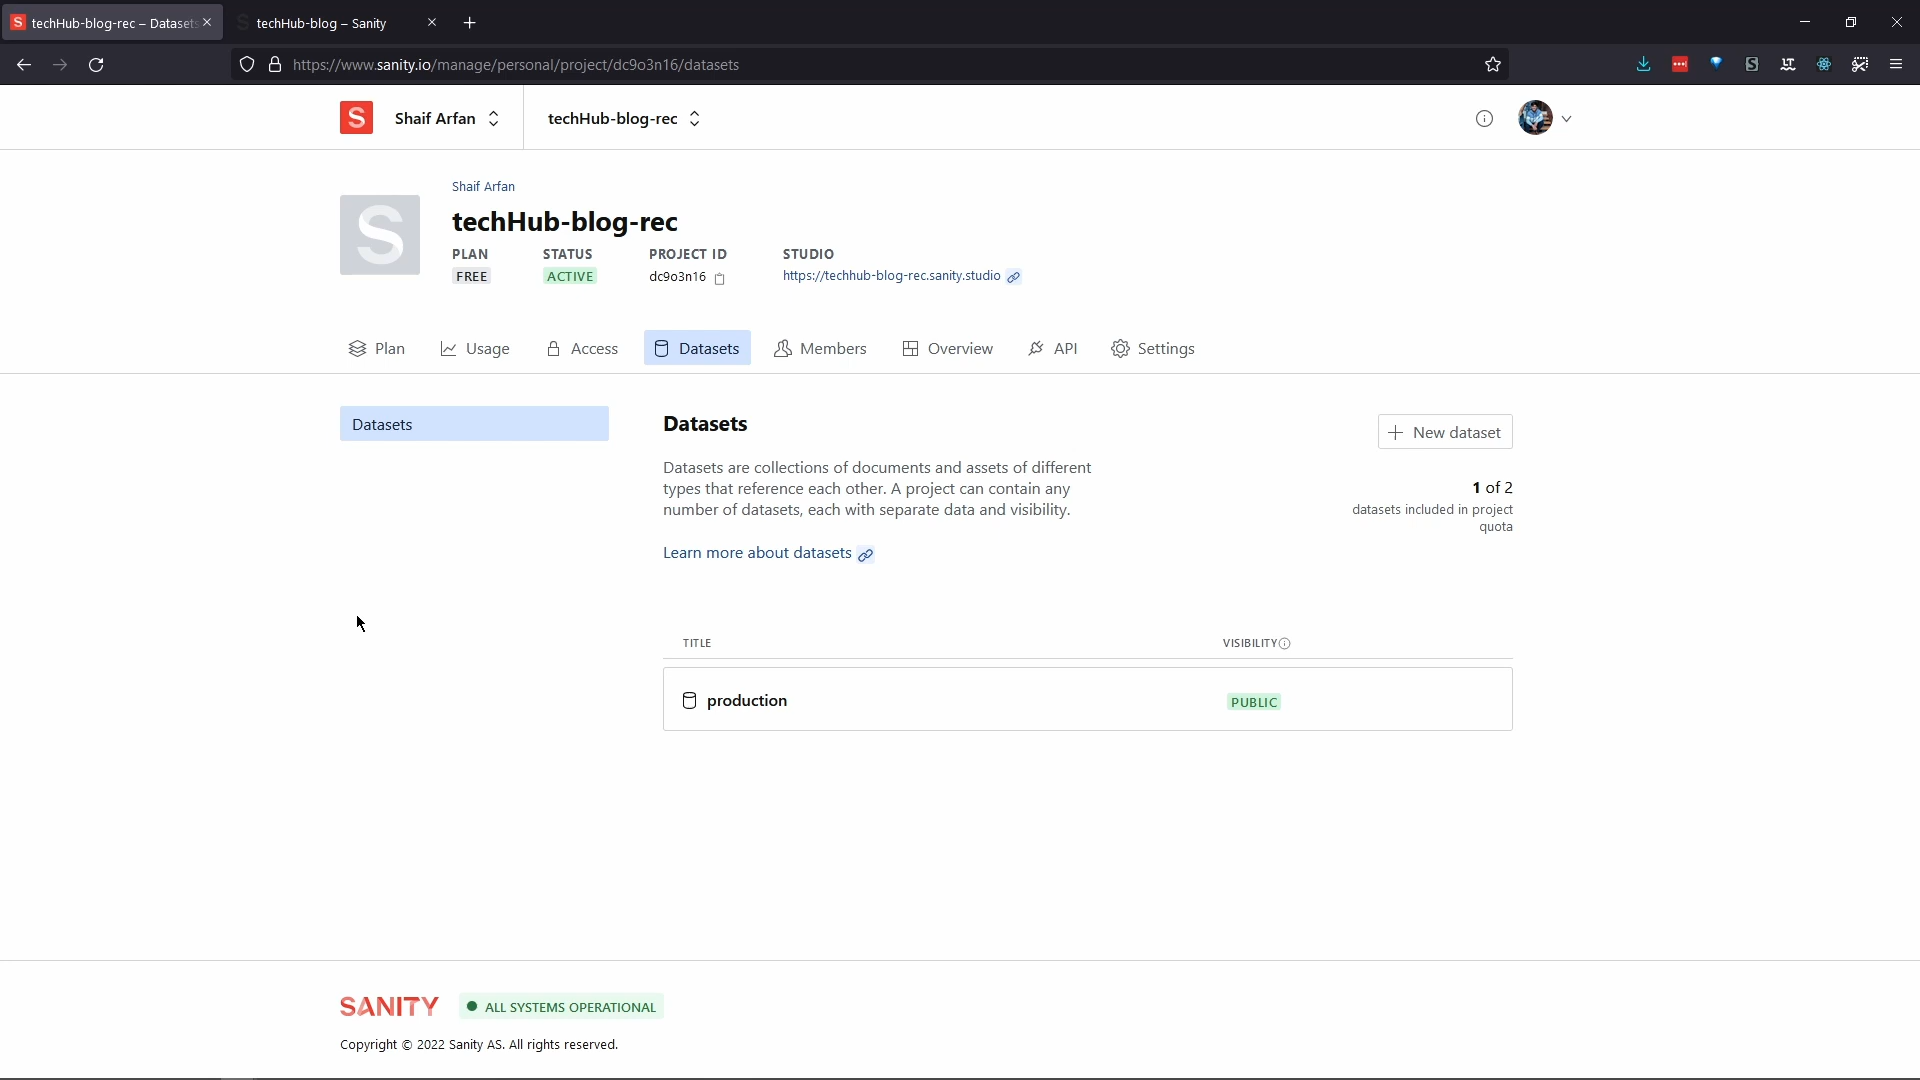 techHub-blog-rec – Datasets
techHub-blog – Sanity
https://www.sanity.io/manage/personal/project/dc9o3n16/datasets
S
Shaif Arfan
techHub-blog-rec
Shaif Arfan
techHub-blog-rec
PLAN
STATUS
PROJECT ID
STUDIO
FREE
ACTIVE
dc9o3n16
https://techhub-blog-rec.sanity.studio
Plan
Usage
Access
Datasets
Members
Overview
API
Settings
Datasets
Datasets
New dataset
Datasets are collections of documents and assets of different
types that reference each other. A project can contain any
number of datasets, each with separate data and visibility.
1 of 2
datasets included in project
quota
Learn more about datasets
TITLE
VISIBILITY
production
PUBLIC
SANITY
ALL SYSTEMS OPERATIONAL
Copyright © 2022 Sanity AS. All rights reserved.